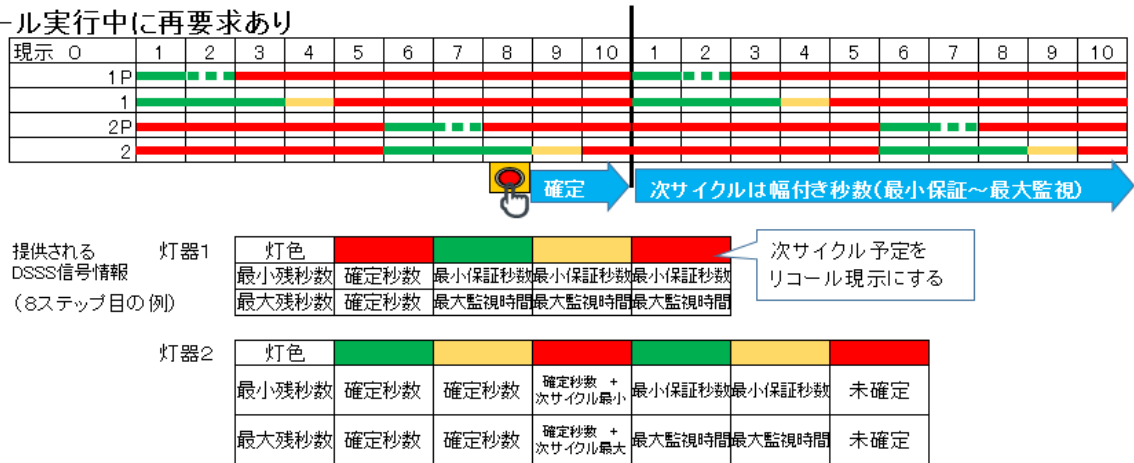 ール実行中に再要求あり
現示 O 1 2 3 4 5 6 7 8 9 10 1 2 3 4 5 6 7 8 9 10
1P
1
2P
2
確定
次サイクルは幅付き秒数(最小保証～最大監視)
提供される
DSSS信号情報
(8ステップ目の例)
灯器1
灯色
最小残秒数 確定秒数 最小保証秒数 最小保証秒数 最小保証秒数
最大残秒数 確定秒数 最大監視時間 最大監視時間 最大監視時間
次サイクル予定を
リコール現示にする
灯器2
灯色
最小残秒数 確定秒数 確定秒数 確定秒数 + 次サイクル最小 最小保証秒数 最小保証秒数 未確定
最大残秒数 確定秒数 確定秒数 確定秒数 + 次サイクル最大 最大監視時間 最大監視時間 未確定